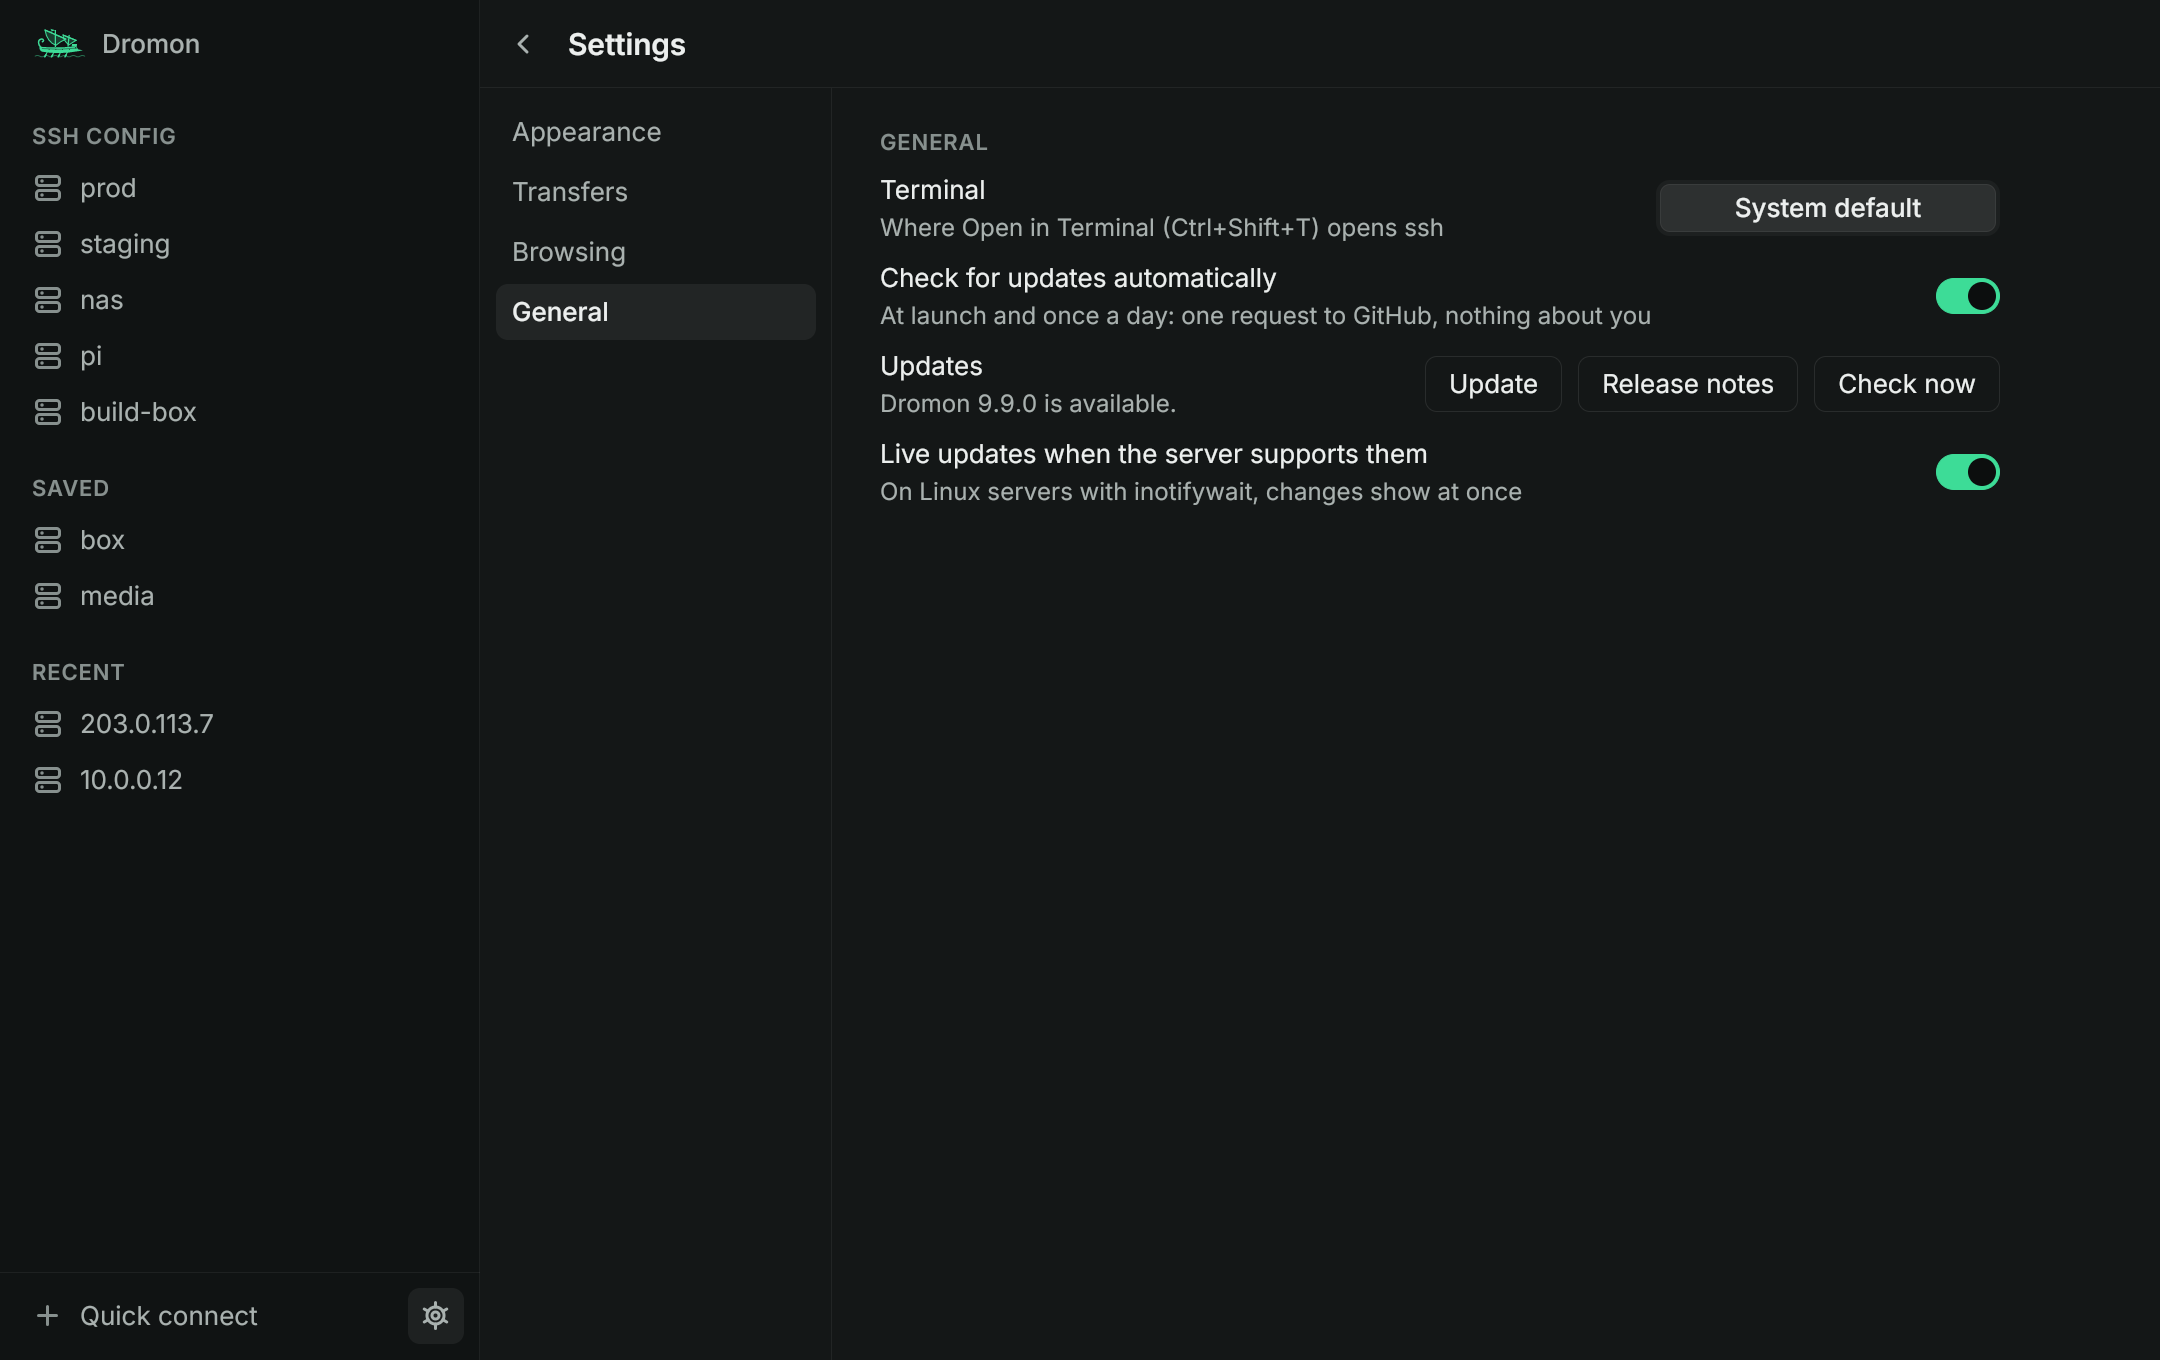 Dromon
SSH CONFIG
prod
staging
nas
pi
build-box
SAVED
box
media
RECENT
203.0.113.7
10.0.0.12
Quick connect
Settings
Appearance
Transfers
Browsing
General
GENERAL
Terminal
Where Open in Terminal (Ctrl+Shift+T) opens ssh
System default
Check for updates automatically
At launch and once a day: one request to GitHub, nothing about you
Updates
Dromon 9.9.0 is available.
Update
Release notes
Check now
Live updates when the server supports them
On Linux servers with inotifywait, changes show at once